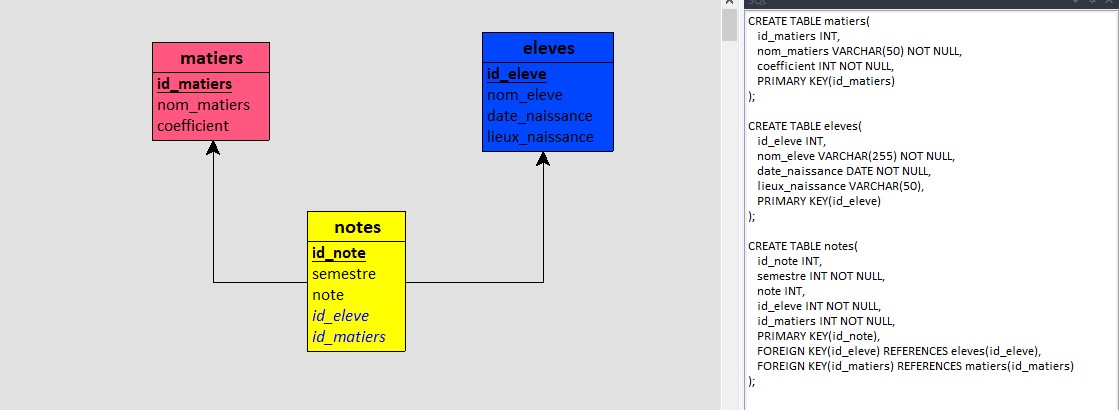 matiers
id_matiers
nom_matiers
coefficient
eleves
id_eleve
nom_eleve
date_naissance
lieux_naissance
notes
id_note
semestre
note
id_eleve
id_matiers
SQL
CREATE TABLE matiers(
id_matiers INT,
nom_matiers VARCHAR(50) NOT NULL,
coefficient INT NOT NULL,
PRIMARY KEY(id_matiers)
);
CREATE TABLE eleves(
id_eleve INT,
nom_eleve VARCHAR(255) NOT NULL,
date_naissance DATE NOT NULL,
lieux_naissance VARCHAR(50),
PRIMARY KEY(id_eleve)
);
CREATE TABLE notes(
id_note INT,
semestre INT NOT NULL,
note INT,
id_eleve INT NOT NULL,
id_matiers INT NOT NULL,
PRIMARY KEY(id_note),
FOREIGN KEY(id_eleve) REFERENCES eleves(id_eleve),
FOREIGN KEY(id_matiers) REFERENCES matiers(id_matiers)
);